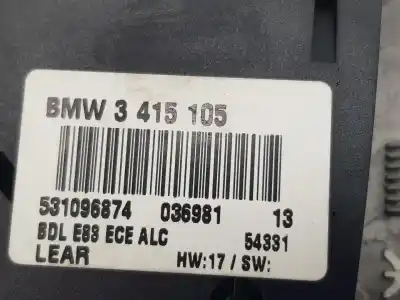 BMW 3 415 105
531096874 036981 13
BDL E83 ECE ALC 54331
LEAR HW:17 / SW: